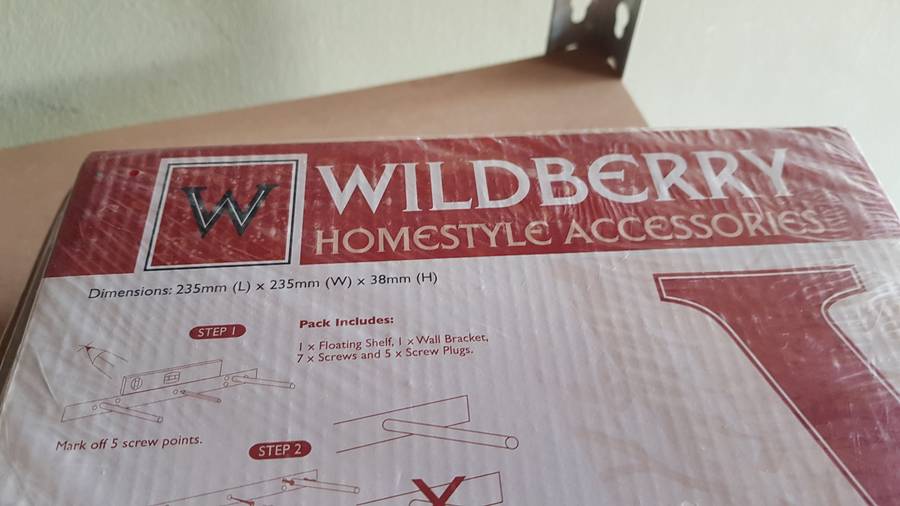 W
WILDBERRY
HOMESTYLE ACCESSORIES
Dimensions: 235mm (L) x 235mm (W) x 38mm (H)
STEP 1
Pack Includes:
1 x Floating Shelf, 1 x Wall Bracket,
7 x Screws and 5 x Screw Plugs.
Mark off 5 screw points.
STEP 2